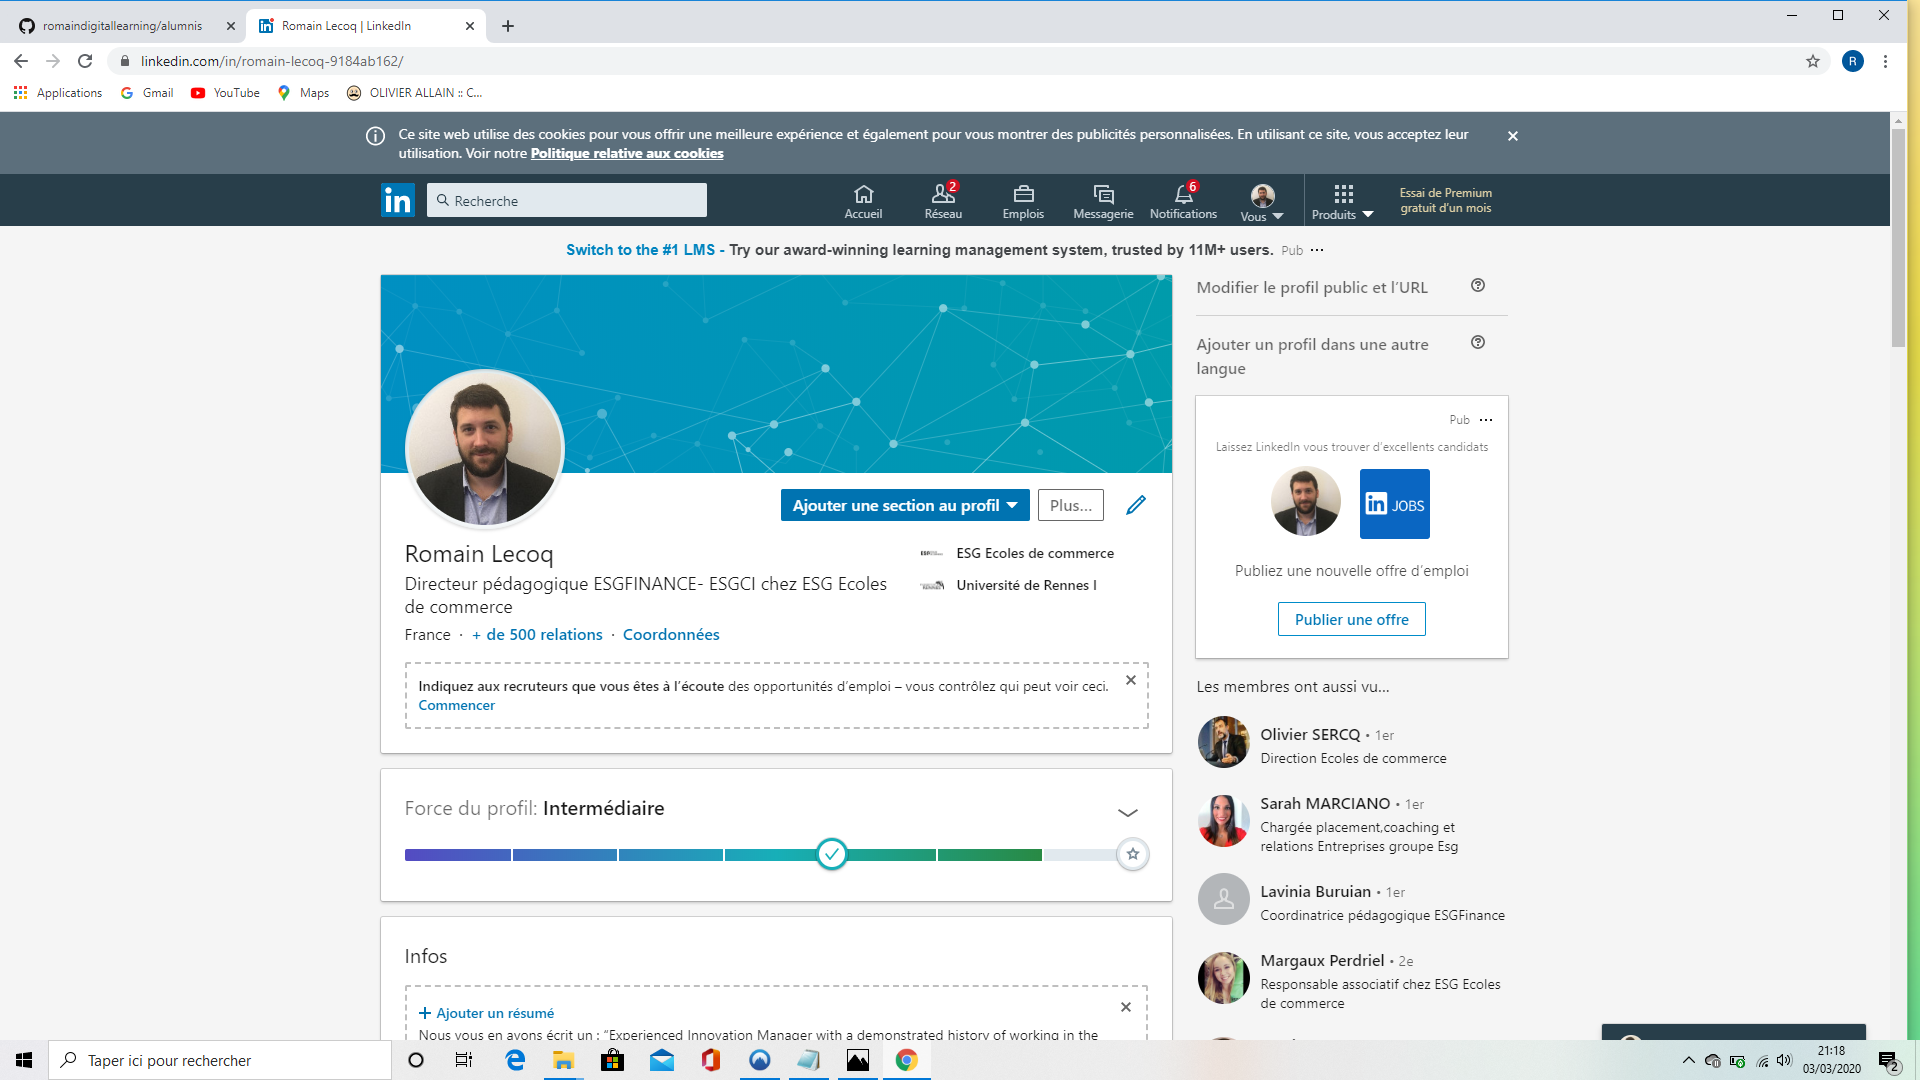 romaindigitallearning/alumnis
Romain Lecoq | LinkedIn
linkedin.com/in/romain-lecoq-9184ab162/
R
Applications
Gmail
YouTube
Maps
OLIVIER ALLAIN :: C...
Ce site web utilise des cookies pour vous offrir une meilleure expérience et également pour vous montrer des publicités personnalisées. En utilisant ce site, vous acceptez leur
utilisation. Voir notre Politique relative aux cookies
in
Recherche
Accueil
2
Réseau
Emplois
Messagerie
6
Notifications
Vous
Produits
Essai de Premium
gratuit d'un mois
Switch to the #1 LMS - Try our award-winning learning management system, trusted by 11M+ users. Pub ...
Modifier le profil public et l'URL
Ajouter un profil dans une autre
langue
Pub ...
Laissez LinkedIn vous trouver d'excellents candidats
in JOBS
Publiez une nouvelle offre d'emploi
Publier une offre
Ajouter une section au profil
Plus...
Romain Lecoq
Directeur pédagogique ESGFINANCE- ESGCI chez ESG Ecoles
de commerce
France · + de 500 relations · Coordonnées
ESG Ecoles de commerce
Université de Rennes I
Indiquez aux recruteurs que vous êtes à l'écoute des opportunités d'emploi – vous contrôlez qui peut voir ceci.
Commencer
Force du profil: Intermédiaire
Infos
+ Ajouter un résumé
Nous vous en avons écrit un : "Experienced Innovation Manager with a demonstrated history of working in the
Les membres ont aussi vu...
Olivier SERCQ • 1er
Direction Ecoles de commerce
Sarah MARCIANO • 1er
Chargée placement,coaching et
relations Entreprises groupe Esg
Lavinia Buruian • 1er
Coordinatrice pédagogique ESGFinance
Margaux Perdriel • 2e
Responsable associatif chez ESG Ecoles
de commerce
Taper ici pour rechercher
21:18
03/03/2020
2